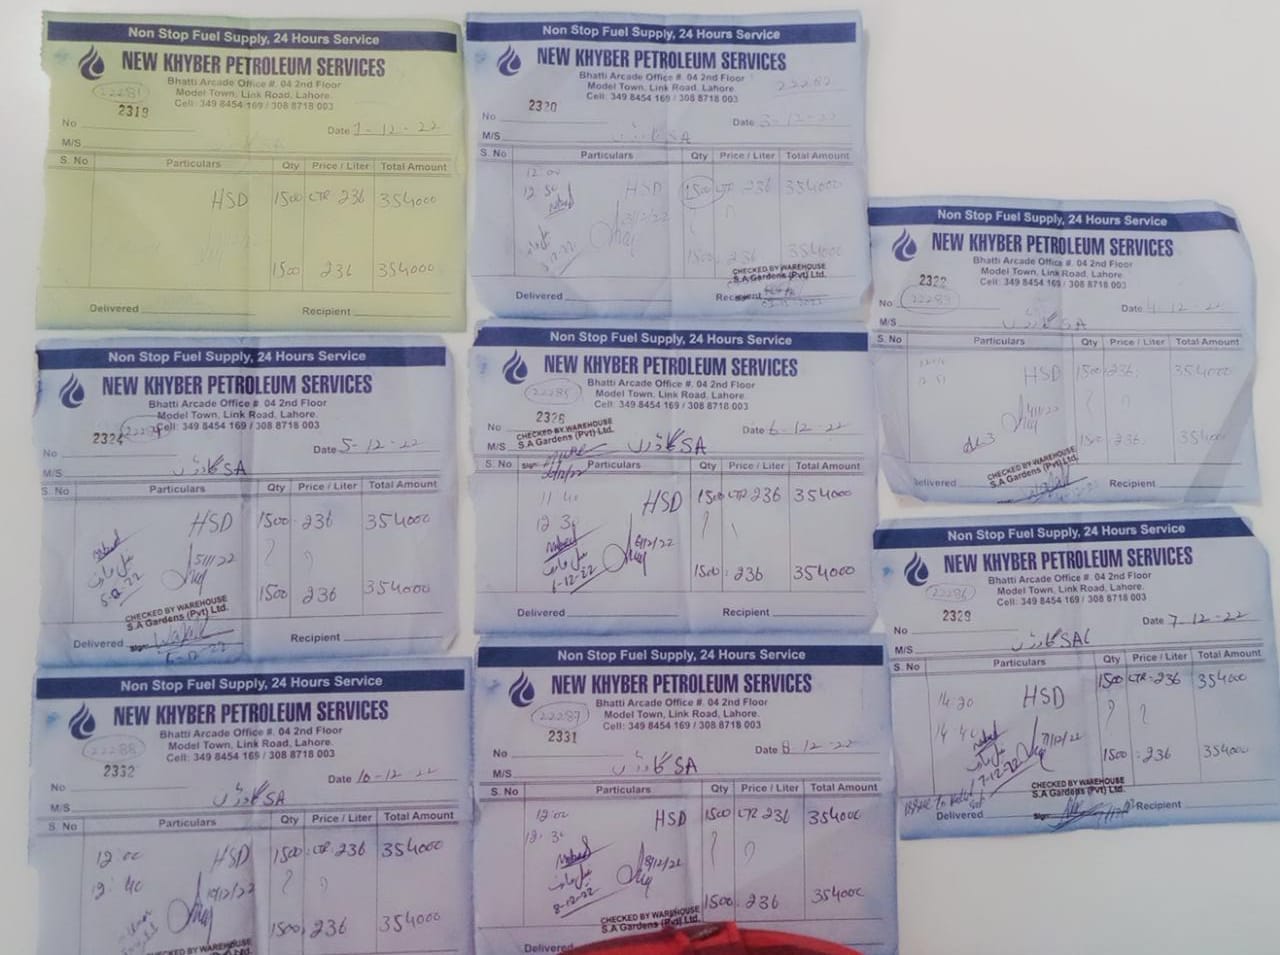 Non Stop Fuel Supply, 24 Hours Service
NEW KHYBER PETROLEUM SERVICES
Bhatti Arcade Office #. 04 2nd Floor
22281
Model Town, Link Road, Lahore.
2319
Cell: 349 8454 169 / 308 8718 003
No
Date 1-12-22
M/S
S. No Particulars Qty Price / Liter Total Amount
HSD 1500 LTR 236 354000
1500 236 354000
Delivered Recipient
Non Stop Fuel Supply, 24 Hours Service
NEW KHYBER PETROLEUM SERVICES
Bhatti Arcade Office #. 04 2nd Floor
22282
Model Town, Link Road, Lahore.
2320
Cell: 349 8454 169 / 308 8718 003
No
Date 3-12-22
M/S گارڈن SA
S. No Particulars Qty Price / Liter Total Amount
12:00
12 50 HSD 1500 LTR 236 354000
3/12/22
1500 236 354000
CHECKED BY WAREHOUSE
S.A Gardens (Pvt) Ltd.
Delivered Recipient
Non Stop Fuel Supply, 24 Hours Service
NEW KHYBER PETROLEUM SERVICES
Bhatti Arcade Office #. 04 2nd Floor
Model Town, Link Road, Lahore.
2322
Cell: 349 8454 169 / 308 8718 003
No 22283
Date 4-12-22
M/S گارڈن SA
S. No Particulars Qty Price / Liter Total Amount
HSD 1500 236 354000
1500 236 354000
CHECKED BY WAREHOUSE
S.A Gardens (Pvt) Ltd.
Delivered Recipient
Non Stop Fuel Supply, 24 Hours Service
NEW KHYBER PETROLEUM SERVICES
Bhatti Arcade Office #. 04 2nd Floor
Model Town, Link Road, Lahore.
2324
Cell: 349 8454 169 / 308 8718 003
No
Date 5-12-22
M/S گارڈن SA
S. No Particulars Qty Price / Liter Total Amount
HSD 1500 236 354000
1500 236 354000
CHECKED BY WAREHOUSE
S.A Gardens (Pvt) Ltd.
Delivered Sign: Recipient
Non Stop Fuel Supply, 24 Hours Service
NEW KHYBER PETROLEUM SERVICES
Bhatti Arcade Office #. 04 2nd Floor
22285
Model Town, Link Road, Lahore.
2326
Cell: 349 8454 169 / 308 8718 003
No
CHECKED BY WAREHOUSE
S.A Gardens (Pvt) Ltd.
Date 6-12-22
M/S گارڈن SA
S. No Sign: Particulars Qty Price / Liter Total Amount
11 40 HSD 1500 LTR 236 354000
12 30
6/12/22
6-12-22
1500 236 354000
Delivered Recipient
Non Stop Fuel Supply, 24 Hours Service
NEW KHYBER PETROLEUM SERVICES
Bhatti Arcade Office #. 04 2nd Floor
22286
Model Town, Link Road, Lahore.
2329
Cell: 349 8454 169 / 308 8718 003
No
Date 7-12-22
M/S گارڈن SA
S. No Particulars Qty Price / Liter Total Amount
1500 LTR 236 354000
14:20 HSD
7/12/22
7-12-22
1500 236 354000
CHECKED BY WAREHOUSE
S.A Gardens (Pvt) Ltd.
Delivered Sign: Recipient
Non Stop Fuel Supply, 24 Hours Service
NEW KHYBER PETROLEUM SERVICES
Bhatti Arcade Office #. 04 2nd Floor
22288
Model Town, Link Road, Lahore.
2332
Cell: 349 8454 169 / 308 8718 003
No
Date 10-12-22
M/S گارڈن SA
S. No Particulars Qty Price / Liter Total Amount
12:00 HSD 1500 LTR 236 354000
12:40
10/12/22
1500 236 354000
CHECKED BY WAREHOUSE
Non Stop Fuel Supply, 24 Hours Service
NEW KHYBER PETROLEUM SERVICES
Bhatti Arcade Office #. 04 2nd Floor
22287
Model Town, Link Road, Lahore.
2331
Cell: 349 8454 169 / 308 8718 003
No
Date 8-12-22
M/S گارڈن SA
S. No Particulars Qty Price / Liter Total Amount
12:00 HSD 1500 LTR 236 354000
12:30
8/12/22
8-12-22
1500 236 354000
CHECKED BY WAREHOUSE
S.A Gardens (Pvt) Ltd.
Delivered